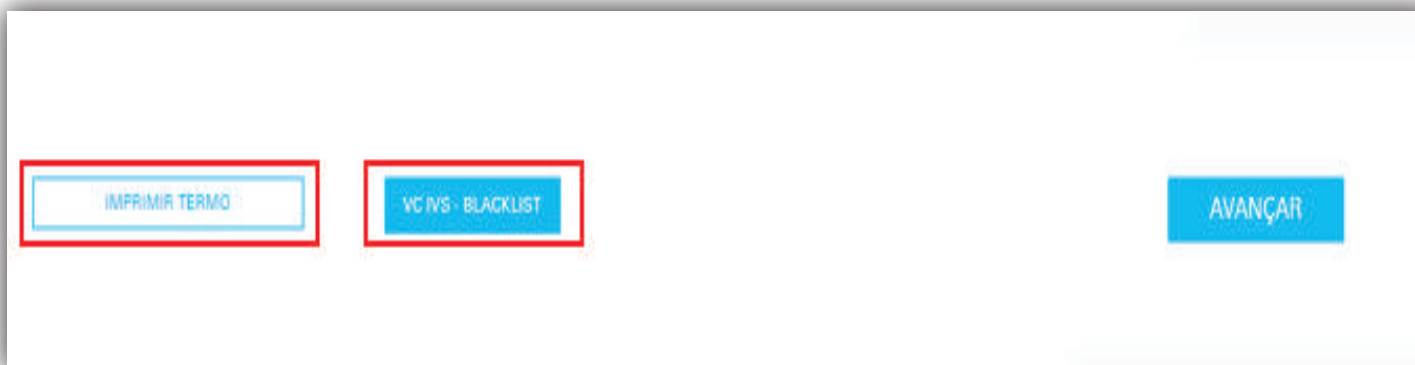 IMPRIMIR TERMO
VC IVS - BLACKLIST
AVANÇAR